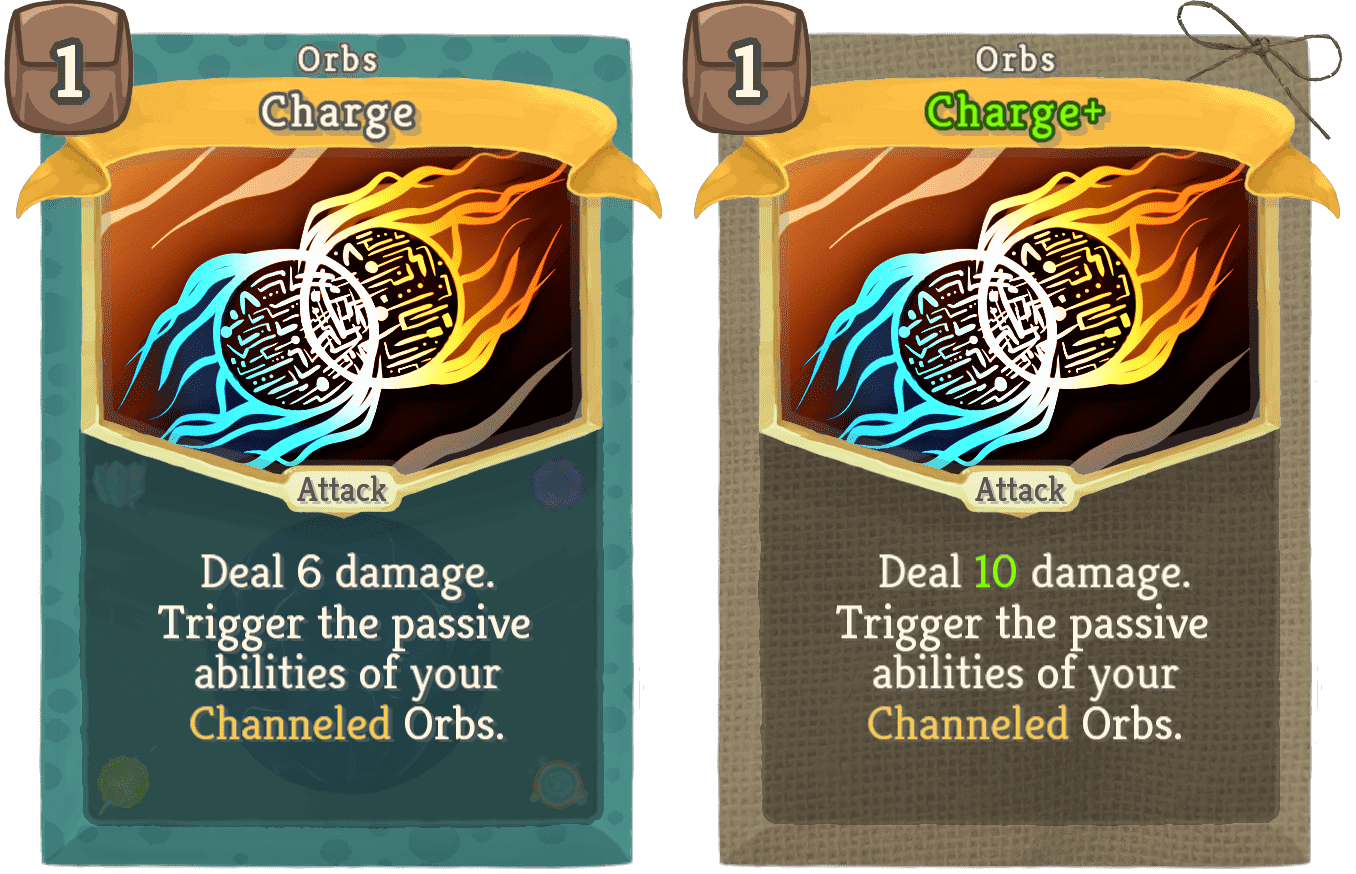 1
Orbs
Charge
Attack
Deal 6 damage.
Trigger the passive
abilities of your
Channeled Orbs.
1
Orbs
Charge+
Attack
Deal 10 damage.
Trigger the passive
abilities of your
Channeled Orbs.